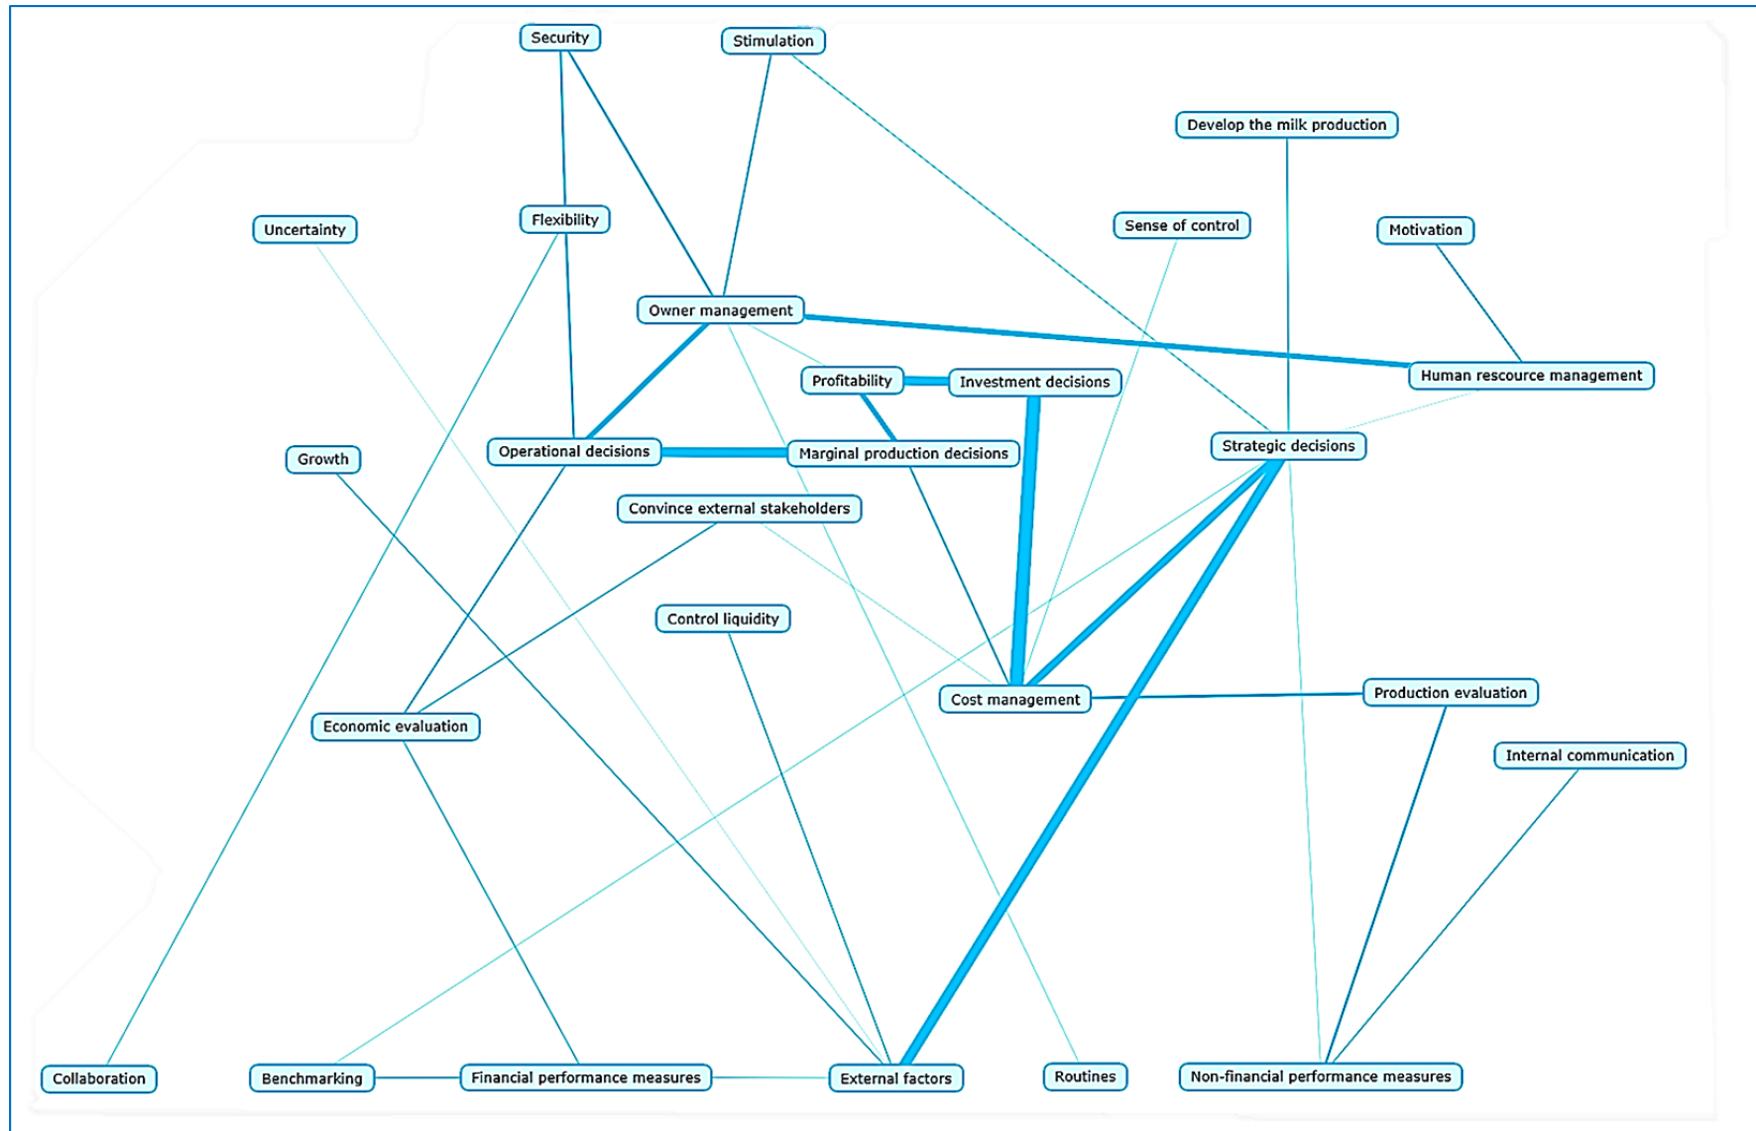 Security
Stimulation
Develop the milk production
Uncertainty
Flexibility
Sense of control
Motivation
Owner management
Profitability
Investment decisions
Human rescource management
Growth
Operational decisions
Marginal production decisions
Strategic decisions
Convince external stakeholders
Control liquidity
Cost management
Production evaluation
Economic evaluation
Internal communication
Collaboration
Benchmarking
Financial performance measures
External factors
Routines
Non-financial performance measures